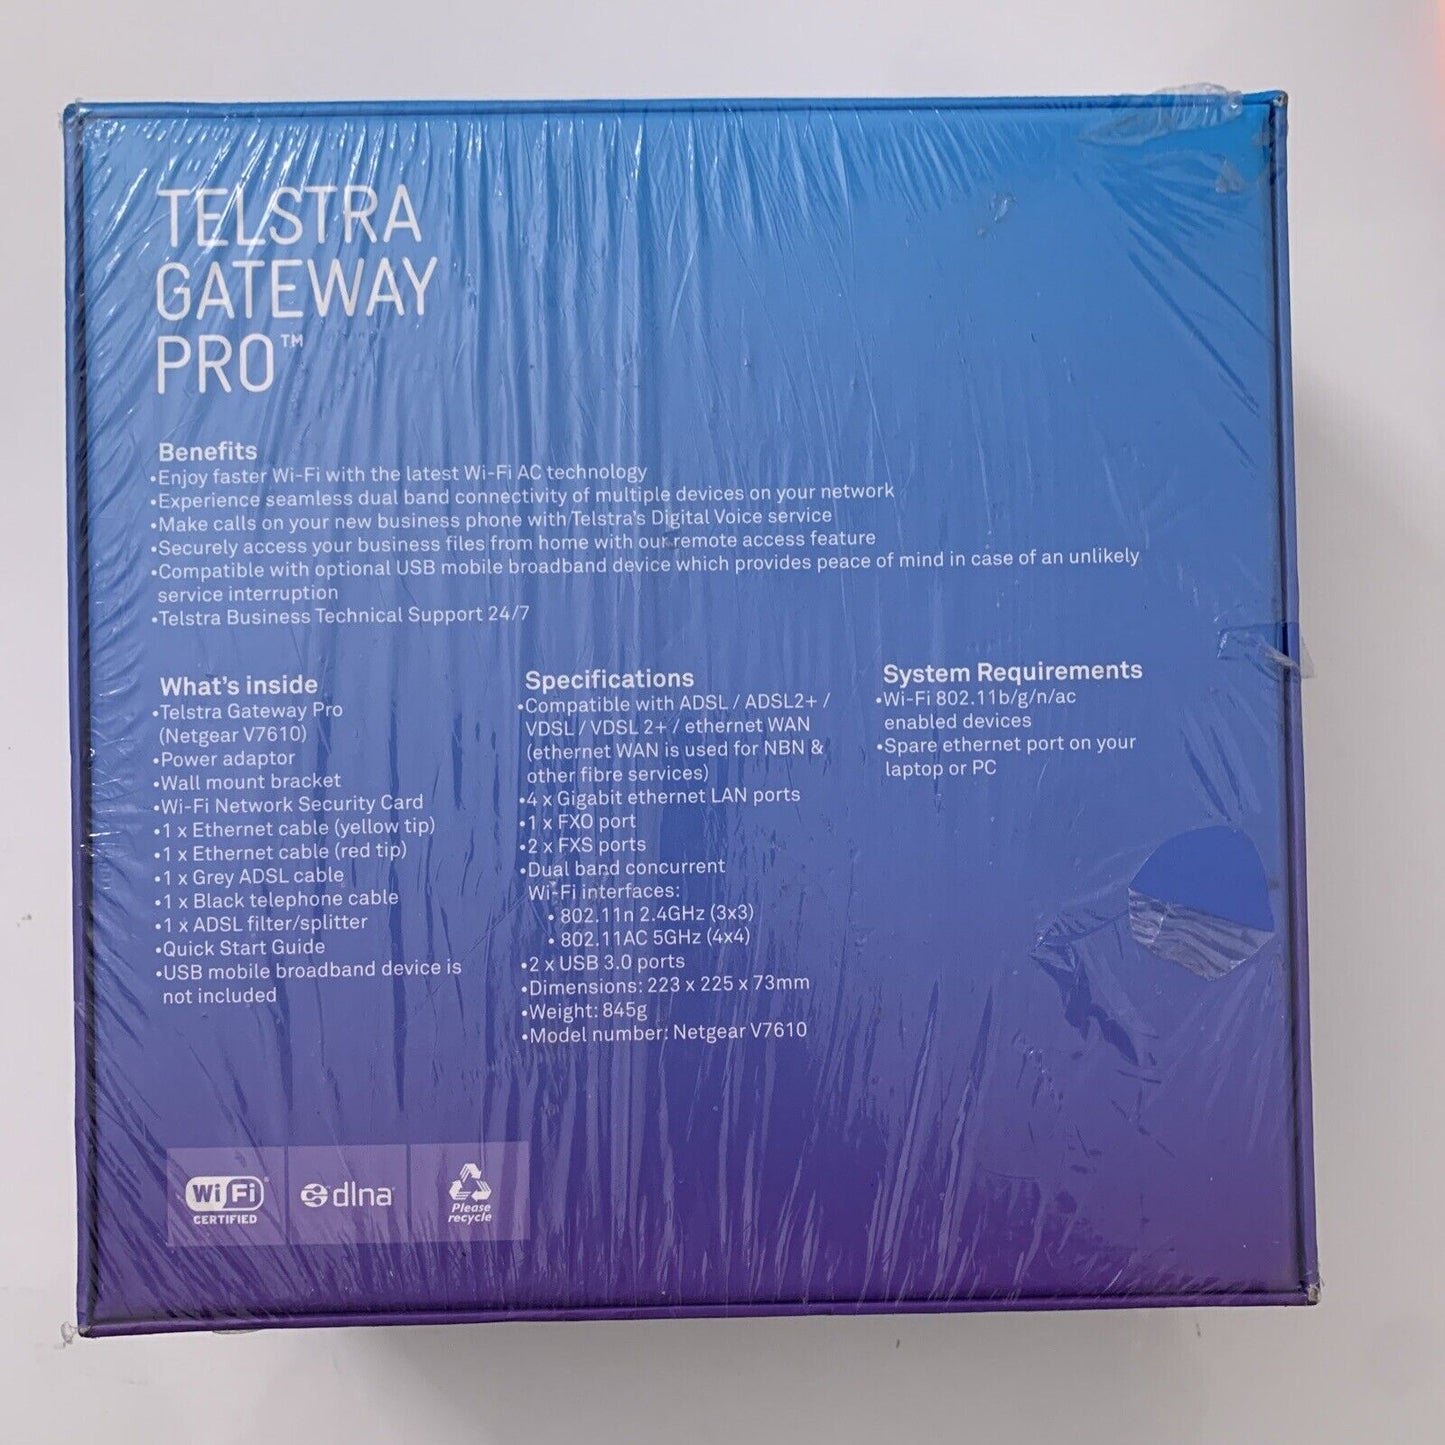 TELSTRA
GATEWAY
PRO™
Benefits
•Enjoy faster Wi-Fi with the latest Wi-Fi AC technology
•Experience seamless dual band connectivity of multiple devices on your network
•Make calls on your new business phone with Telstra's Digital Voice service
•Securely access your business files from home with our remote access feature
•Compatible with optional USB mobile broadband device which provides peace of mind in case of an unlikely
service interruption
•Telstra Business Technical Support 24/7
What's inside
•Telstra Gateway Pro
(Netgear V7610)
•Power adaptor
•Wall mount bracket
•Wi-Fi Network Security Card
•1 x Ethernet cable (yellow tip)
•1 x Ethernet cable (red tip)
•1 x Grey ADSL cable
•1 x Black telephone cable
•1 x ADSL filter/splitter
•Quick Start Guide
•USB mobile broadband device is
not included
Specifications
•Compatible with ADSL / ADSL2+ /
VDSL / VDSL 2+ / ethernet WAN
(ethernet WAN is used for NBN &
other fibre services)
•4 x Gigabit ethernet LAN ports
•1 x FXO port
•2 x FXS ports
•Dual band concurrent
Wi-Fi interfaces:
• 802.11n 2.4GHz (3x3)
• 802.11AC 5GHz (4x4)
•2 x USB 3.0 ports
•Dimensions: 223 x 225 x 73mm
•Weight: 845g
•Model number: Netgear V7610
System Requirements
•Wi-Fi 802.11b/g/n/ac
enabled devices
•Spare ethernet port on your
laptop or PC
Wi Fi®
CERTIFIED
dlna
Please
recycle